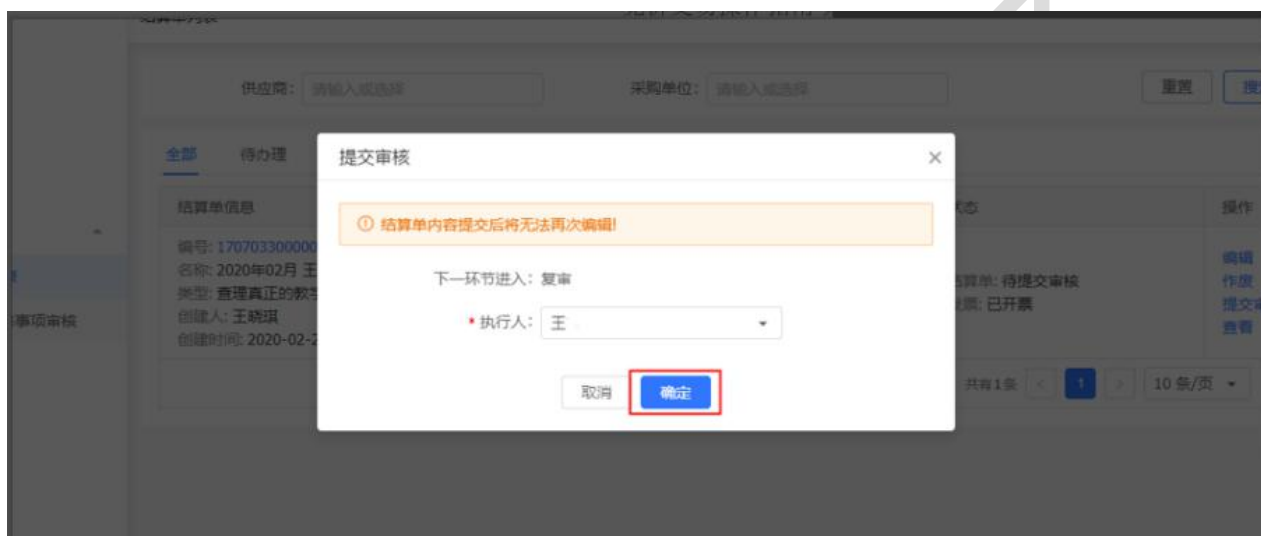 结算单列表
供应商: 请输入或选择 采购单位: 请输入或选择 重置
全部 待办理
提交审核
结算单信息 操作
结算单内容提交后将无法再次编辑!
编号: 170703300000
名称: 2020年02月 王
类型: 查理真正的教
创建人: 王晓琪
创建时间: 2020-02-2
下一环节进入: 复审
* 执行人: 王
取消 确定
待提交审核
已开票
编辑
作废
提交审
查看
事项审核
共有1条 < 1 > 10 条/页